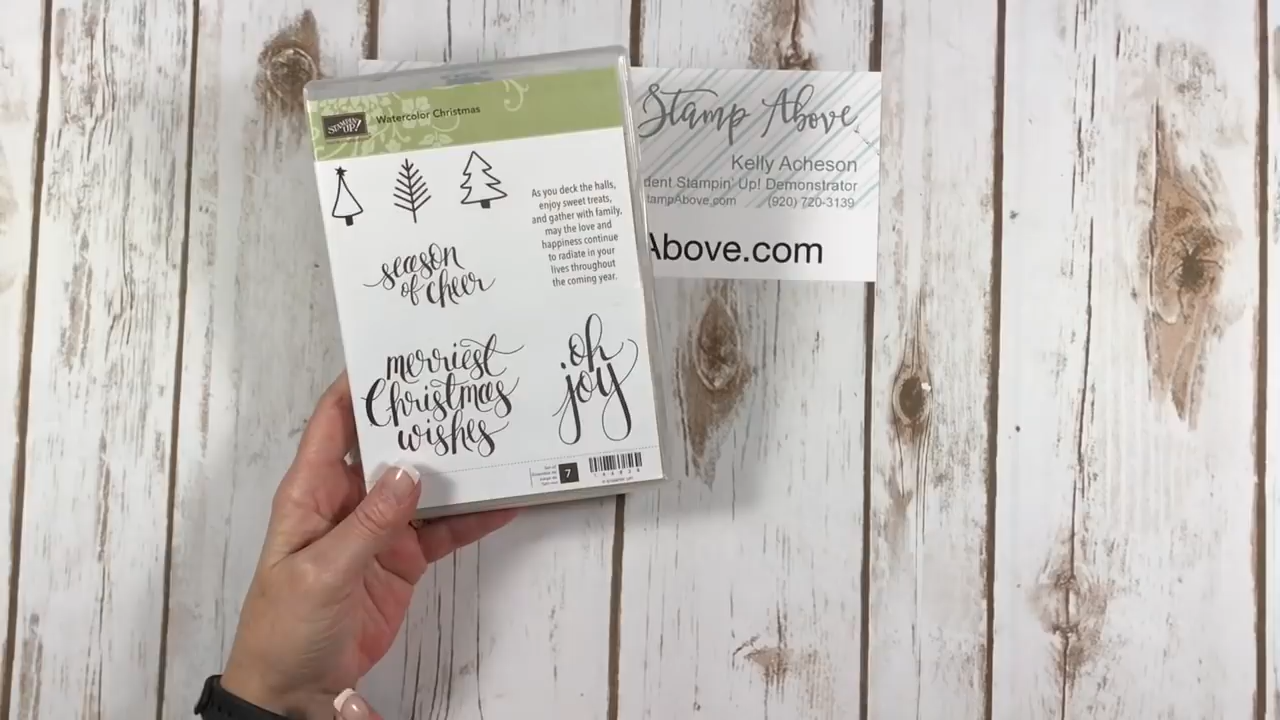 STAMPIN' UP!
Watercolor Christmas
As you deck the halls,
enjoy sweet treats,
and gather with family,
may the love and
happiness continue
to radiate in your
lives throughout
the coming year.
season
of cheer
merriest
Christmas
wishes
oh
joy
7
Stamp Above
Kelly Acheson
dent Stampin' Up! Demonstrator
tampAbove.com (920) 720-3139
Above.com